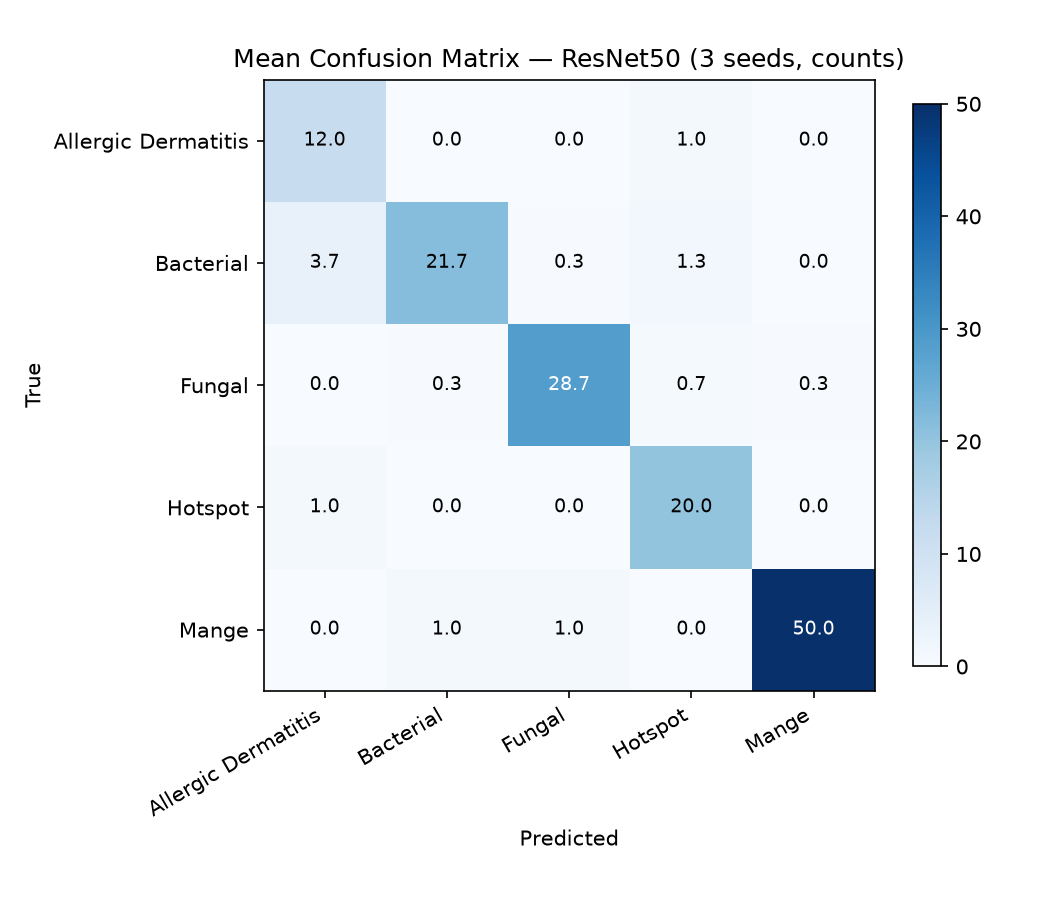 Mean Confusion Matrix — ResNet50 (3 seeds, counts)
50
Allergic Dermatitis 12.0 0.0 0.0 1.0 0.0
40
Bacterial 3.7 21.7 0.3 1.3 0.0
30
True
Fungal 0.0 0.3 28.7 0.7 0.3
20
Hotspot 1.0 0.0 0.0 20.0 0.0
10
Mange 0.0 1.0 1.0 0.0 50.0
0
Allergic Dermatitis Bacterial Fungal Hotspot Mange
Predicted